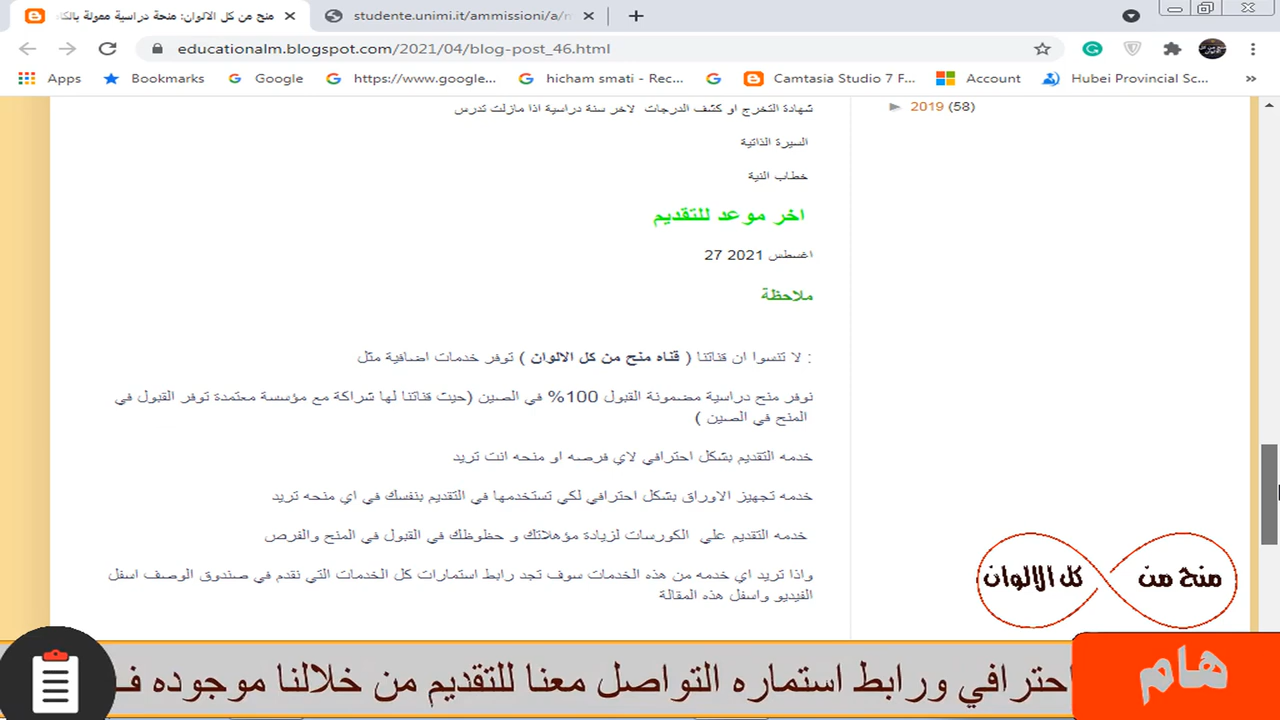 منح من كل الالوان: منحة دراسية ممولة بالكا
studente.unimi.it/ammissioni/a/m
educationalm.blogspot.com/2021/04/blog-post_46.html
Apps
Bookmarks
Google
https://www.google...
hicham smati - Rec...
Camtasia Studio 7 F...
Account
Hubei Provincial Sc...
»
شهادة التخرج او كشف الدرجات لاخر سنة دراسية اذا مازلت تدرس
2019 (58)
السيرة الذاتية
خطاب النية
اخر موعد للتقديم
27 اغسطس 2021
ملاحظة
: لا تنسوا ان قناتنا ( قناه منح من كل الالوان ) توفر خدمات اضافية مثل
نوفر منح دراسية مضمونة القبول 100% في الصين (حيث قناتنا لها شراكة مع مؤسسة معتمدة توفر القبول في
المنح في الصين )
خدمه التقديم بشكل احترافي لاي فرصه او منحه انت تريد
خدمه تجهيز الاوراق بشكل احترافي لكي تستخدمها في التقديم بنفسك في اي منحه تريد
خدمه التقديم علي الكورسات لزيادة مؤهلاتك و حظوظك في القبول في المنح والفرص
واذا تريد اي خدمه من هذه الخدمات سوف تجد رابط استمارات كل الخدمات التي نقدم في صندوق الوصف اسفل
الفيديو واسفل هذه المقالة
منح من كل الالوان
هام
احترافي ورابط استماره التواصل معنا للتقديم من خلالنا موجوده ف